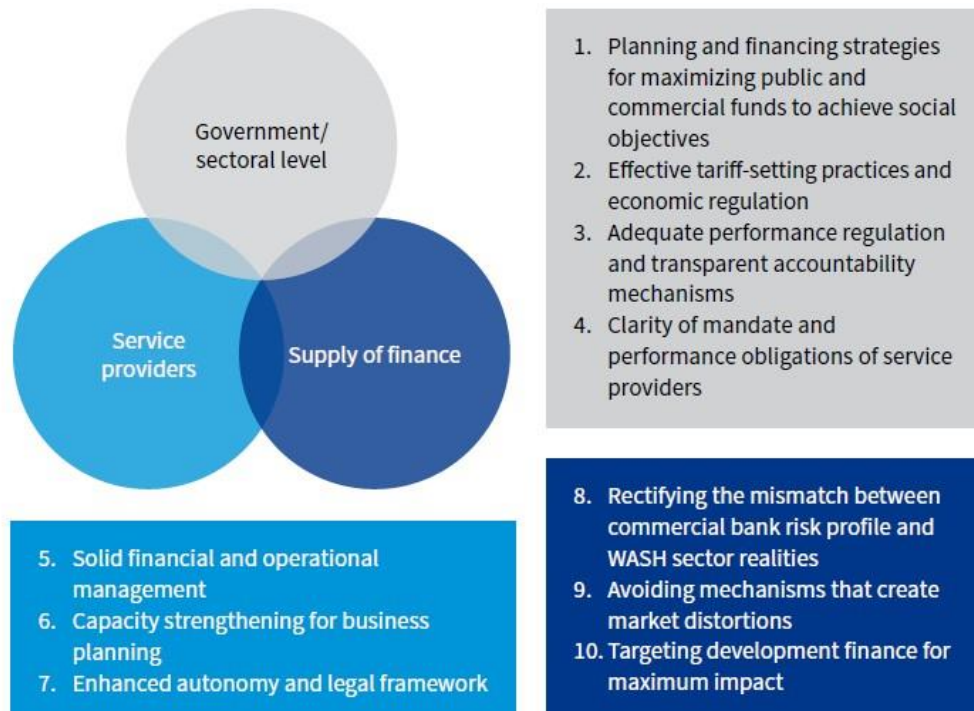 Government/
sectoral level
Service
providers
Supply of finance
1. Planning and financing strategies
for maximizing public and
commercial funds to achieve social
objectives
2. Effective tariff-setting practices and
economic regulation
3. Adequate performance regulation
and transparent accountability
mechanisms
4. Clarity of mandate and
performance obligations of service
providers
5. Solid financial and operational
management
6. Capacity strengthening for business
planning
7. Enhanced autonomy and legal framework
8. Rectifying the mismatch between
commercial bank risk profile and
WASH sector realities
9. Avoiding mechanisms that create
market distortions
10. Targeting development finance for
maximum impact